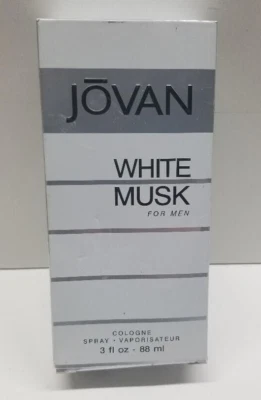 JŌVAN
WHITE
MUSK
FOR MEN
COLOGNE
SPRAY • VAPORISATEUR
3 fl oz • 88 ml